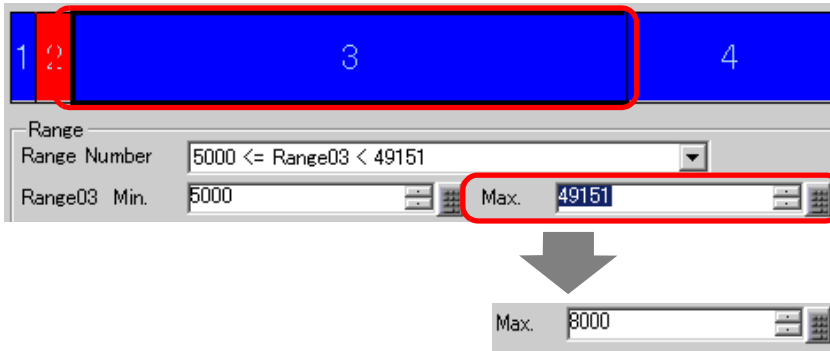 1 2 3 4
Range
Range Number 5000 <= Range03 < 49151
Range03 Min. 5000 Max. 49151
Max. 8000